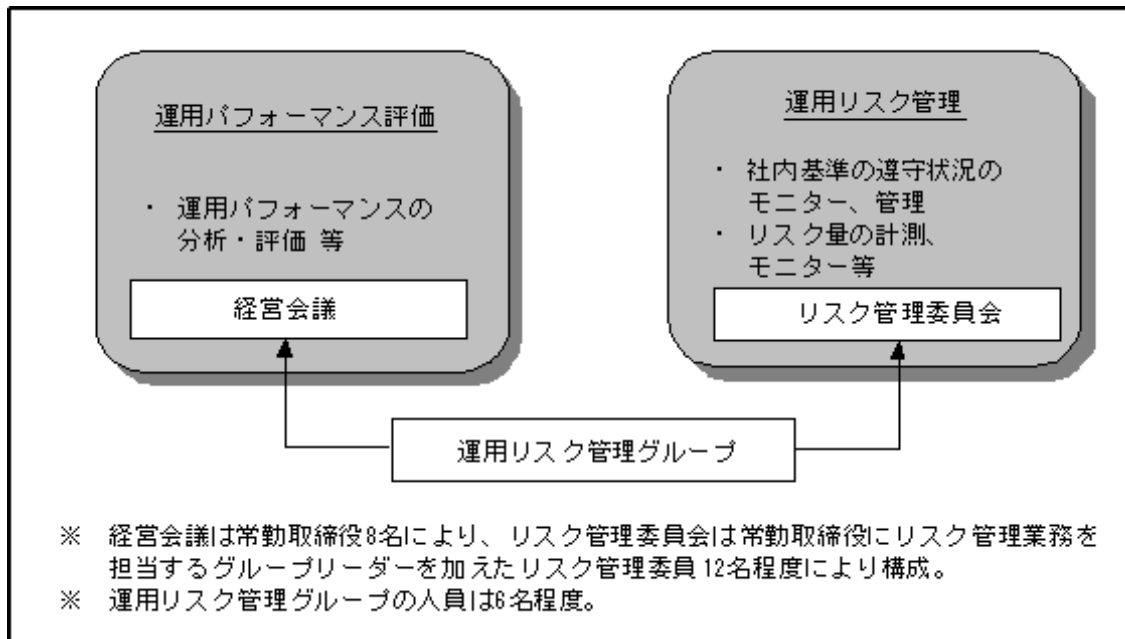 運用パフォーマンス評価
・ 運用パフォーマンスの
分析・評価 等
経営会議
運用リスク管理
・ 社内基準の遵守状況の
モニター、管理
・ リスク量の計測、
モニター等
リスク管理委員会
運用リスク管理グループ
※ 経営会議は常勤取締役8名により、リスク管理委員会は常勤取締役にリスク管理業務を
担当するグループリーダーを加えたリスク管理委員12名程度により構成。
※ 運用リスク管理グループの人員は6名程度。